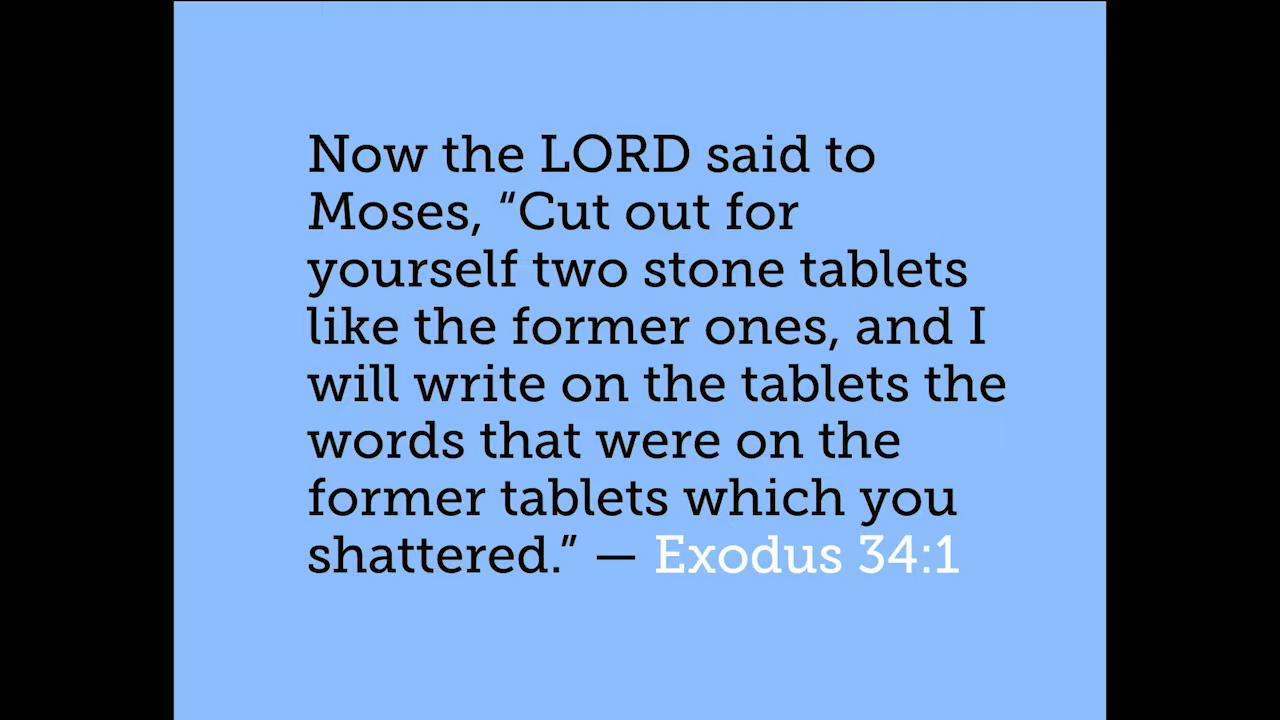 Now the LORD said to
Moses, “Cut out for
yourself two stone tablets
like the former ones, and I
will write on the tablets the
words that were on the
former tablets which you
shattered.” — Exodus 34:1